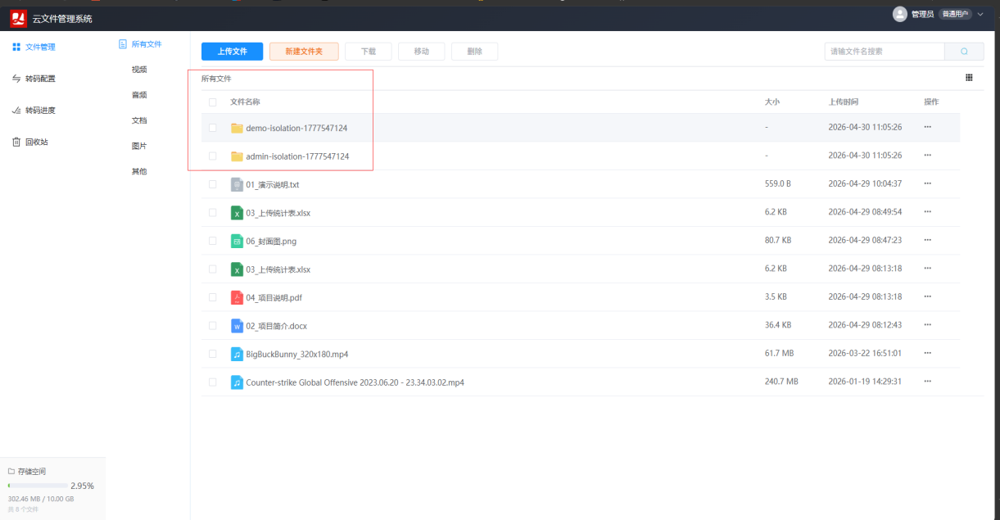 云文件管理系统
管理员 普通用户
文件管理
转码配置
转码进度
回收站
所有文件
视频
音频
文档
图片
其他
上传文件 新建文件夹 下载 移动 删除 请输文件名搜索
所有文件
文件名称 大小 上传时间 操作
demo-isolation-1777547124 - 2026-04-30 11:05:26 ···
admin-isolation-1777547124 - 2026-04-30 11:05:26 ···
01_演示说明.txt 559.0 B 2026-04-29 10:04:37 ···
03_上传统计表.xlsx 6.2 KB 2026-04-29 08:49:54 ···
06_封面图.png 80.7 KB 2026-04-29 08:47:23 ···
03_上传统计表.xlsx 6.2 KB 2026-04-29 08:13:18 ···
04_项目说明.pdf 3.5 KB 2026-04-29 08:13:18 ···
02_项目简介.docx 36.4 KB 2026-04-29 08:12:43 ···
BigBuckBunny_320x180.mp4 61.7 MB 2026-03-22 16:51:01 ···
Counter-strike Global Offensive 2023.06.20 - 23.34.03.02.mp4 240.7 MB 2026-01-19 14:29:31 ···
存储空间
2.95%
302.46 MB / 10.00 GB
共 8 个文件